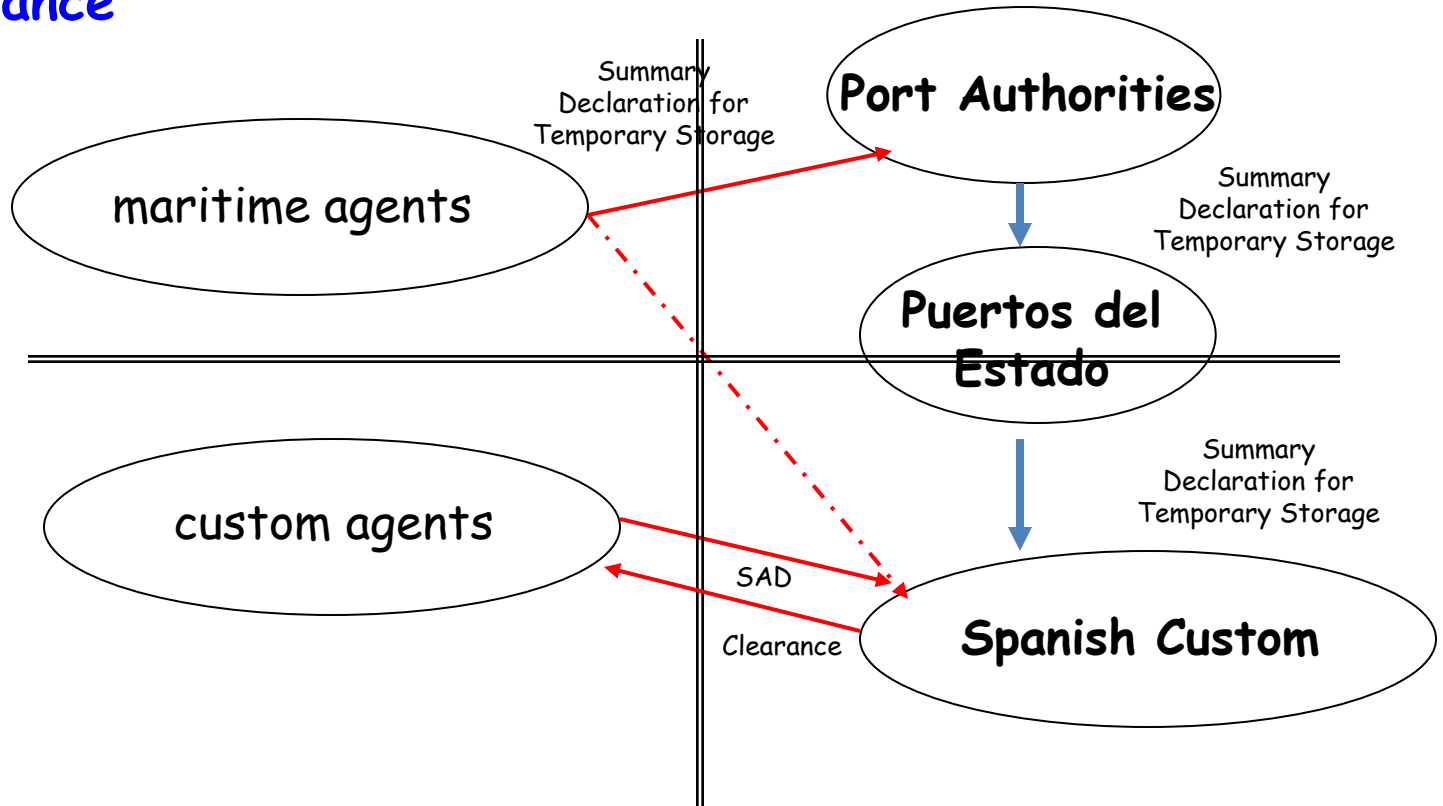 ance
Summary
Declaration for
Temporary Storage
Port Authorities
maritime agents
Summary
Declaration for
Temporary Storage
Puertos del
Estado
Summary
Declaration for
Temporary Storage
custom agents
SAD
Clearance
Spanish Custom